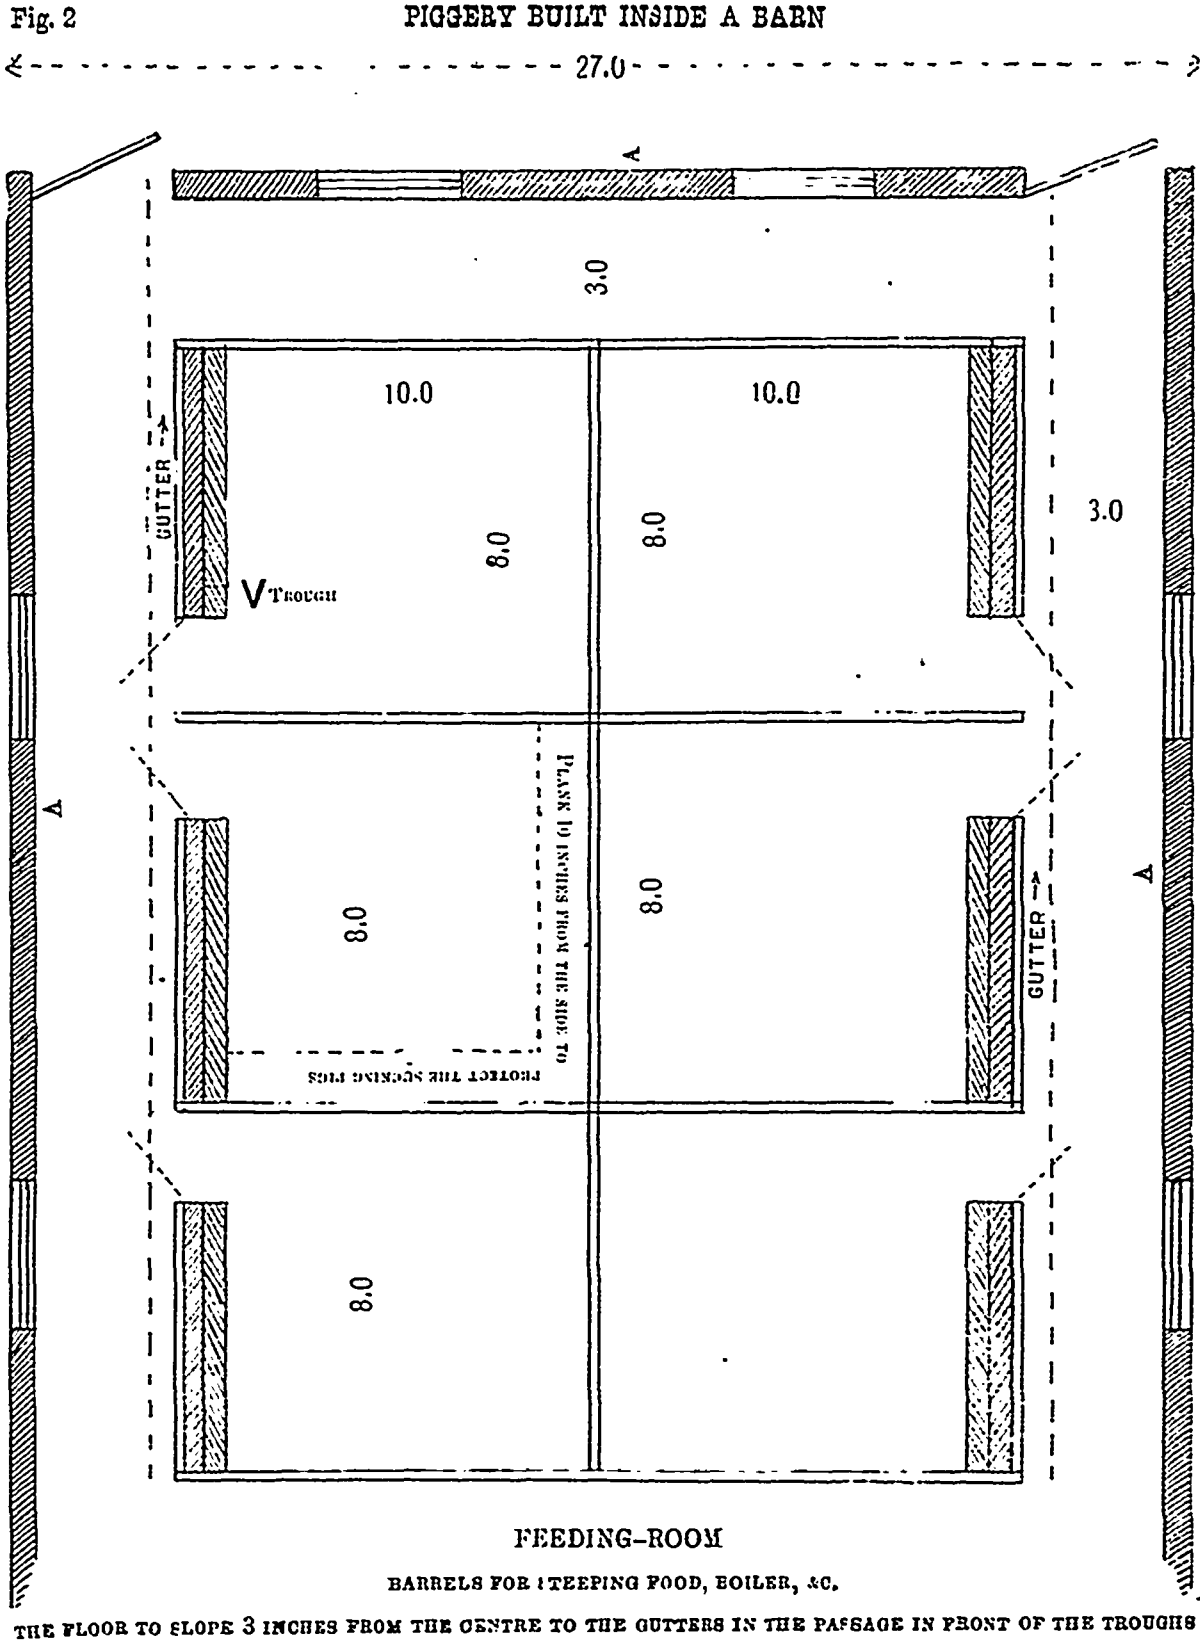 Fig. 2
PIGGERY BUILT INSIDE A BARN
27.0
A
3.0
10.0
10.0
GUTTER
8.0
8.0
3.0
V TROUGH
A
PLANK 10 INCHES FROM THE SIDE TO
PROTECT THE SUCKING PIGS
8.0
8.0
A
GUTTER
8.0
FEEDING-ROOM
BARRELS FOR STEEPING FOOD, BOILER, &C.
THE FLOOR TO SLOPE 3 INCHES FROM THE CENTRE TO THE GUTTERS IN THE PASSAGE IN FRONT OF THE TROUGHS